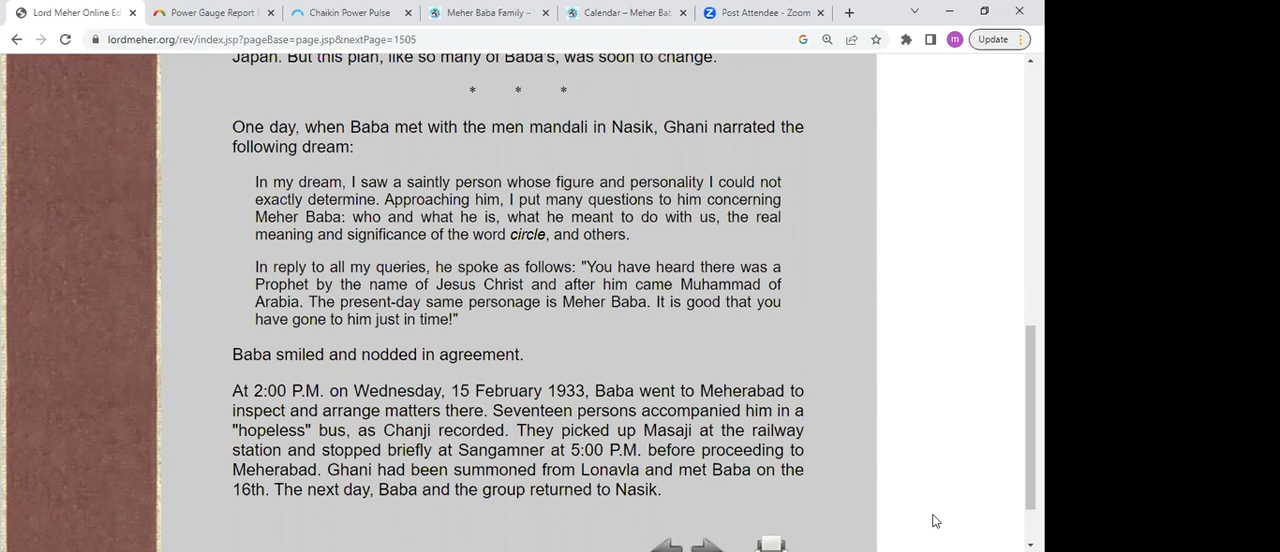 Lord Meher Online Ed
Power Gauge Report
Chaikin Power Pulse
Meher Baba Family –
Calendar – Meher Bab
Post Attendee - Zoom
lordmeher.org/rev/index.jsp?pageBase=page.jsp&nextPage=1505
m
Update
Japan. But this plan, like so many of Baba's, was soon to change.
* * *
One day, when Baba met with the men mandali in Nasik, Ghani narrated the
following dream:
In my dream, I saw a saintly person whose figure and personality I could not
exactly determine. Approaching him, I put many questions to him concerning
Meher Baba: who and what he is, what he meant to do with us, the real
meaning and significance of the word circle, and others.
In reply to all my queries, he spoke as follows: "You have heard there was a
Prophet by the name of Jesus Christ and after him came Muhammad of
Arabia. The present-day same personage is Meher Baba. It is good that you
have gone to him just in time!"
Baba smiled and nodded in agreement.
At 2:00 P.M. on Wednesday, 15 February 1933, Baba went to Meherabad to
inspect and arrange matters there. Seventeen persons accompanied him in a
"hopeless" bus, as Chanji recorded. They picked up Masaji at the railway
station and stopped briefly at Sangamner at 5:00 P.M. before proceeding to
Meherabad. Ghani had been summoned from Lonavla and met Baba on the
16th. The next day, Baba and the group returned to Nasik.